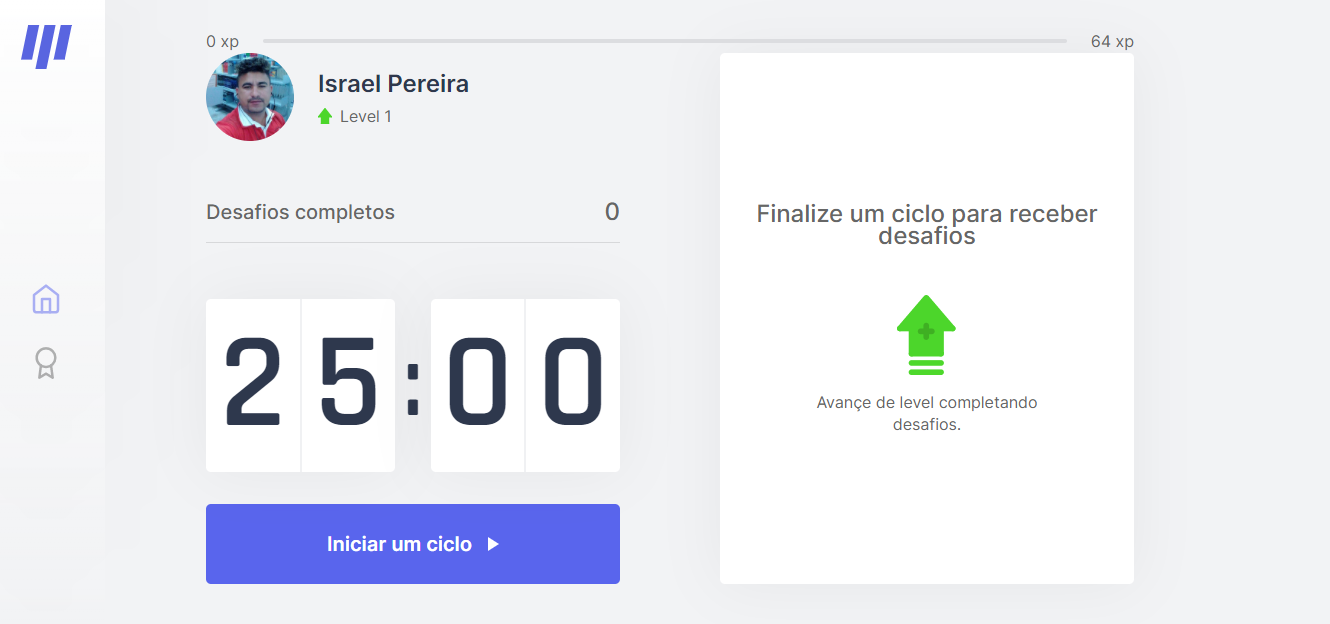 0 xp
64 xp
Israel Pereira
Level 1
Desafios completos
0
25:00
Iniciar um ciclo
Finalize um ciclo para receber
desafios
Avançe de level completando
desafios.